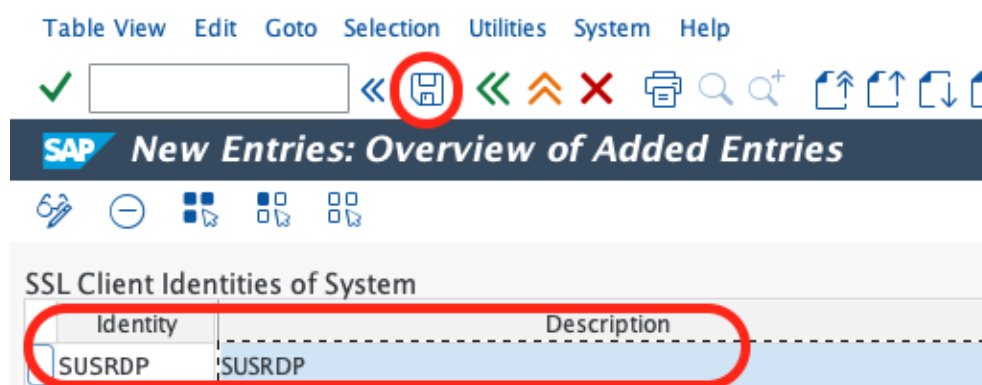 Table View Edit Goto Selection Utilities System Help
SAP New Entries: Overview of Added Entries
SSL Client Identities of System
Identity Description
SUSRDP SUSRDP